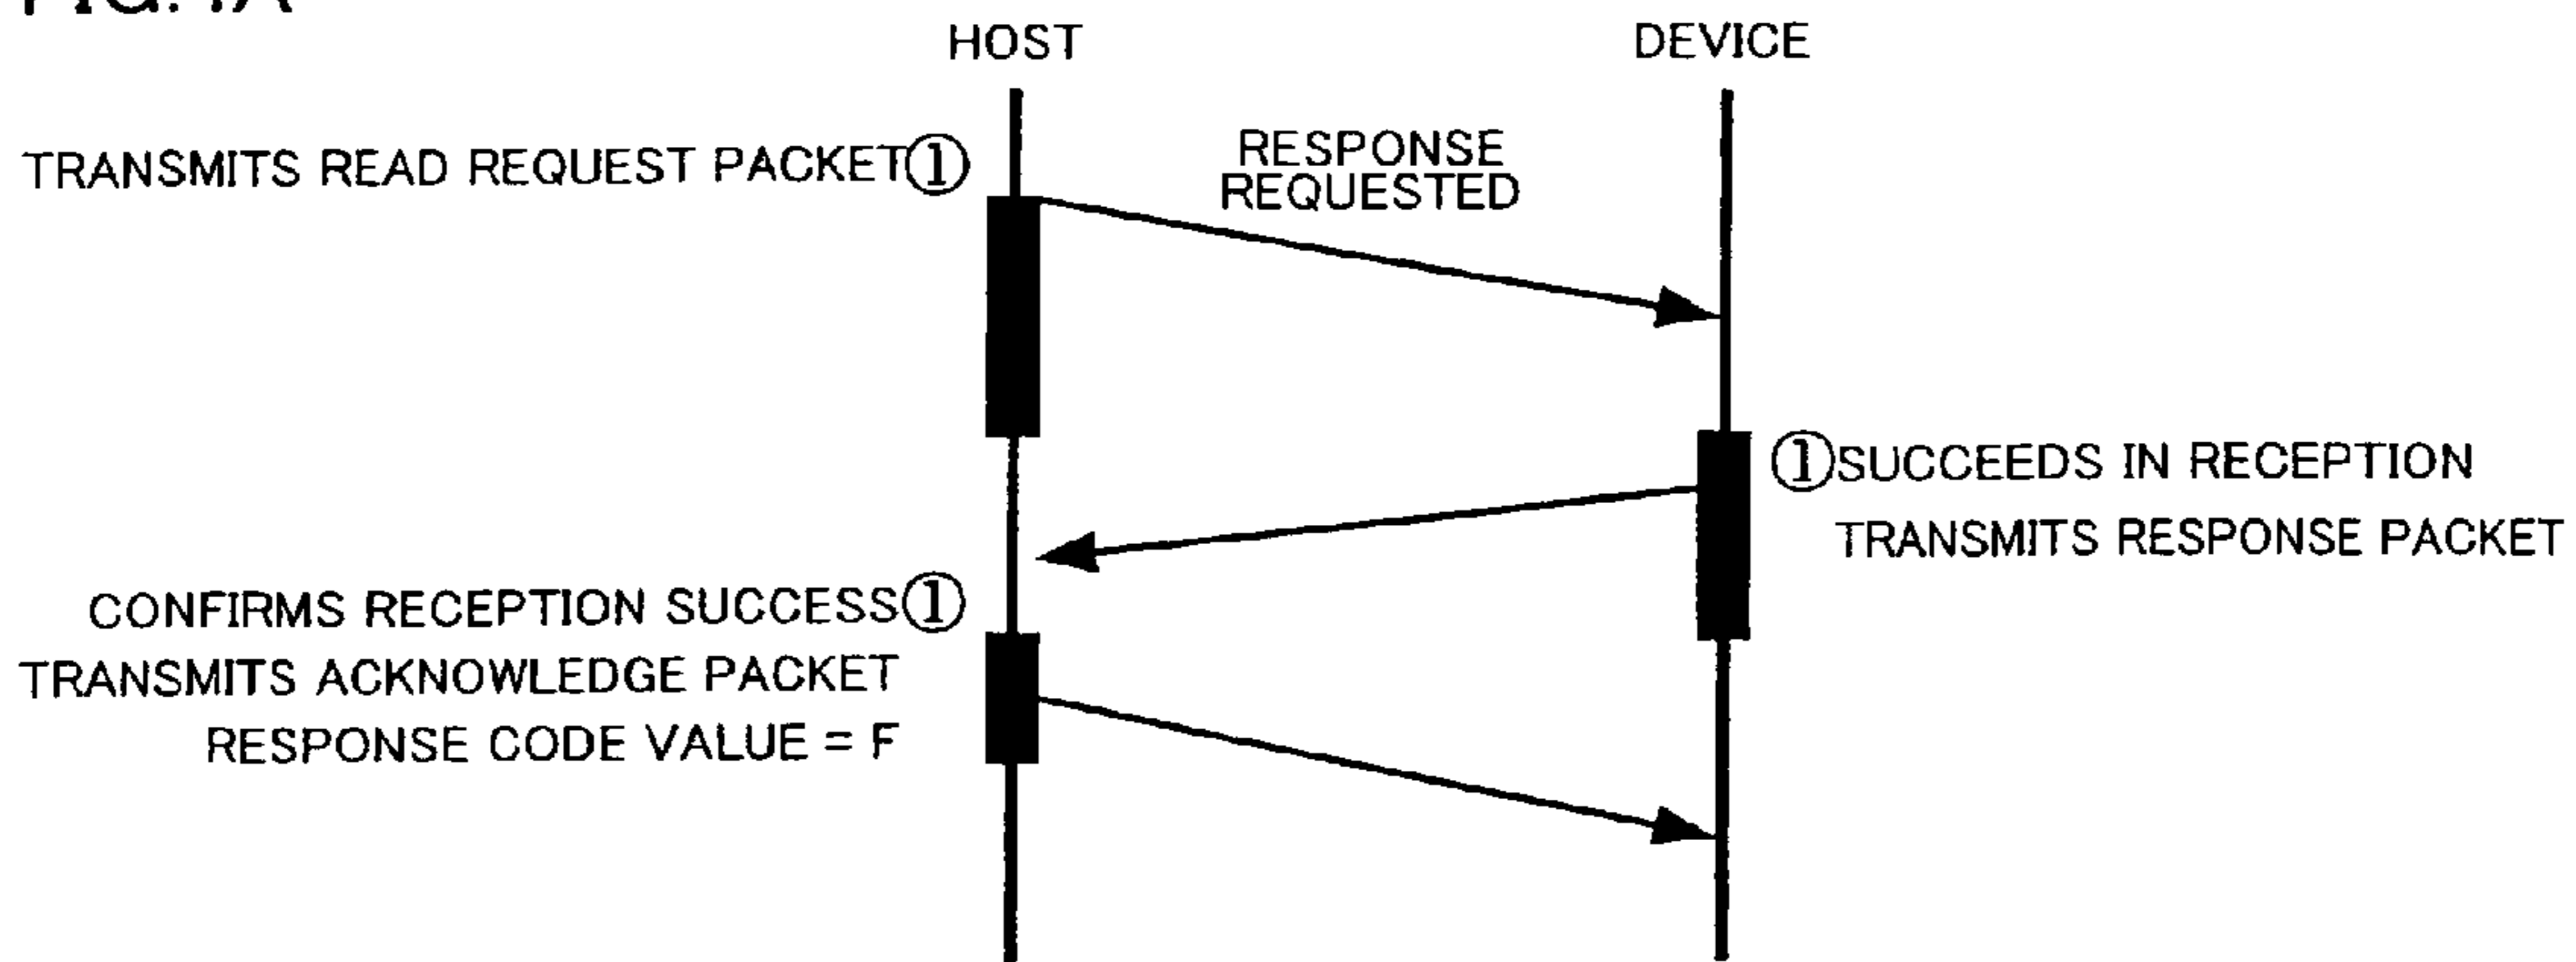 HOST
DEVICE
TRANSMITS READ REQUEST PACKET①
RESPONSE
REQUESTED
①SUCCEEDS IN RECEPTION
TRANSMITS RESPONSE PACKET
CONFIRMS RECEPTION SUCCESS①
TRANSMITS ACKNOWLEDGE PACKET
RESPONSE CODE VALUE = F